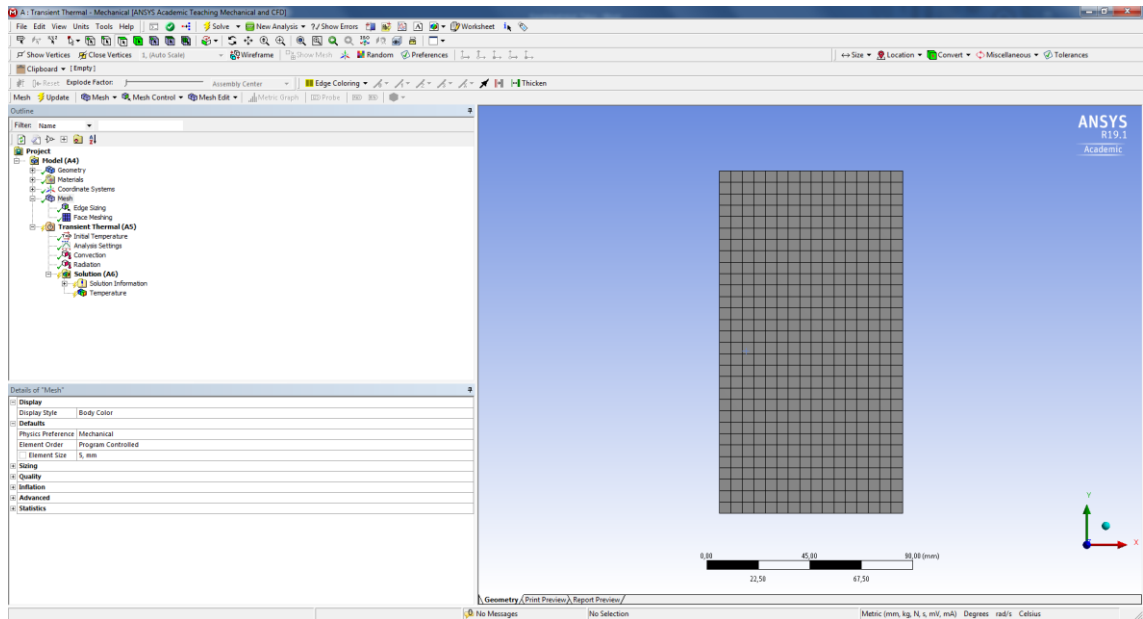 A : Transient Thermal - Mechanical [ANSYS Academic Teaching Mechanical and CFD]
File Edit View Units Tools Help Solve New Analysis ?/ Show Errors Worksheet
Show Vertices Close Vertices 1, (Auto Scale) Wireframe Show Mesh Random Preferences Size Location Convert Miscellaneous Tolerances
Clipboard [Empty]
Reset Explode Factor: Assembly Center Edge Coloring Thicken
Mesh Update Mesh Mesh Control Mesh Edit Metric Graph Probe
Outline
Filter: Name
Project
Model (A4)
Geometry
Materials
Coordinate Systems
Mesh
Edge Sizing
Face Meshing
Transient Thermal (A5)
Initial Temperature
Analysis Settings
Convection
Radiation
Solution (A6)
Solution Information
Temperature
Details of "Mesh"
Display
Display Style Body Color
Defaults
Physics Preference Mechanical
Element Order Program Controlled
Element Size 5, mm
Sizing
Quality
Inflation
Advanced
Statistics
ANSYS
R19.1
Academic
Y
X
0,00 45,00 90,00 (mm)
22,50 67,50
Geometry Print Preview Report Preview
No Messages No Selection Metric (mm, kg, N, s, mV, mA) Degrees rad/s Celsius